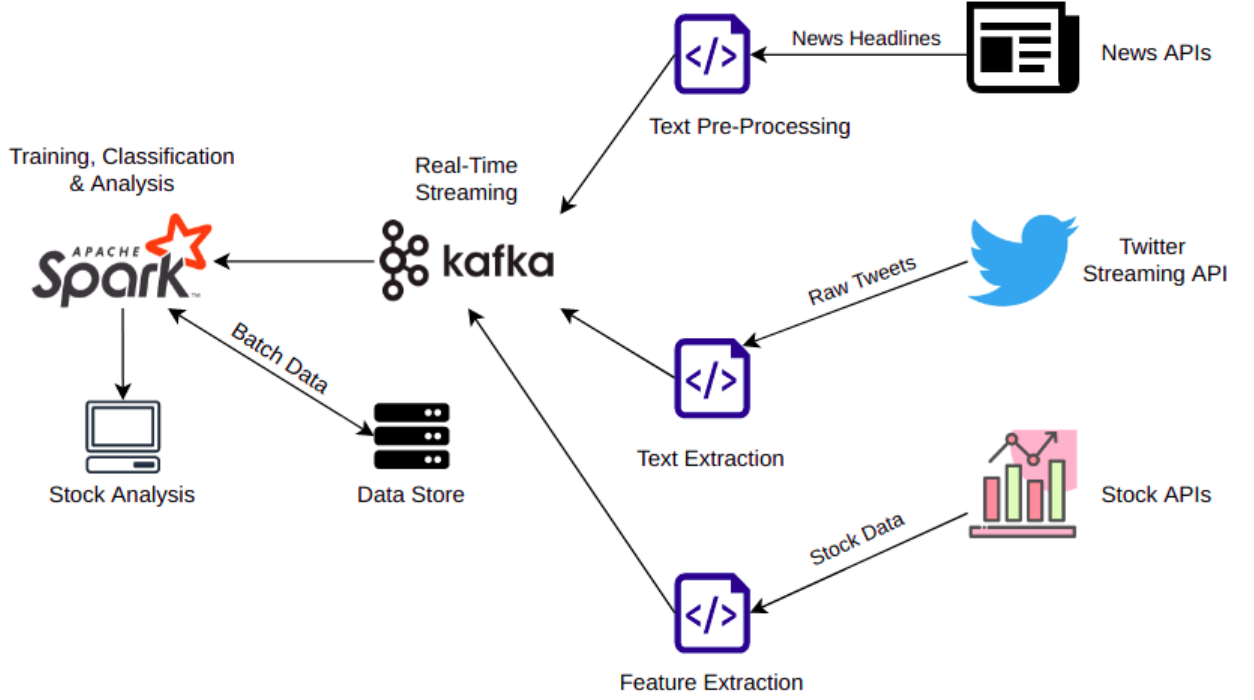 News Headlines
News APIs
Text Pre-Processing
Training, Classification
& Analysis
Real-Time
Streaming
APACHE
Spark
TM
kafka
Raw Tweets
Twitter
Streaming API
Batch Data
Text Extraction
Stock Analysis
Data Store
Stock APIs
Stock Data
Feature Extraction